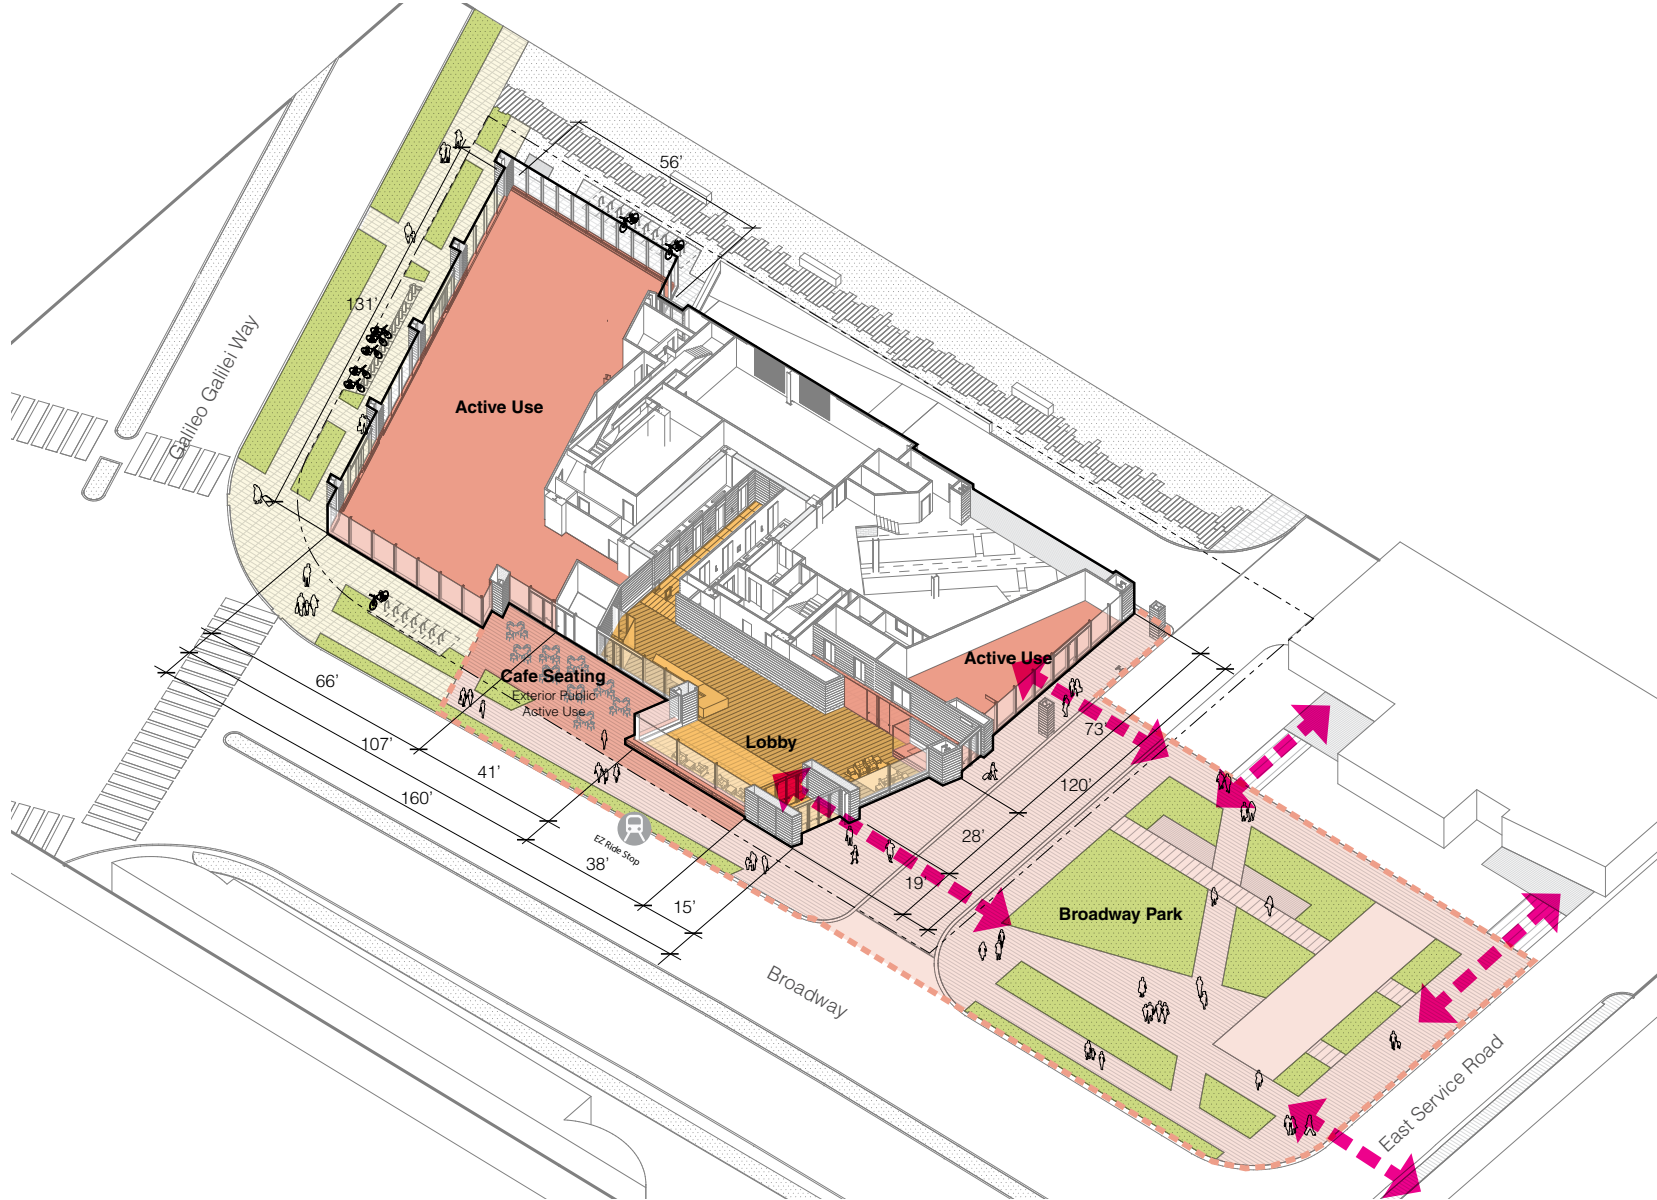 56'
131'
Galileo Galilei Way
Active Use
Active Use
Cafe Seating
Exterior Public
Active Use
66'
107'
41'
160'
Lobby
73'
120'
EZ Ride Stop
38'
28'
19'
15'
Broadway Park
Broadway
East Service Road